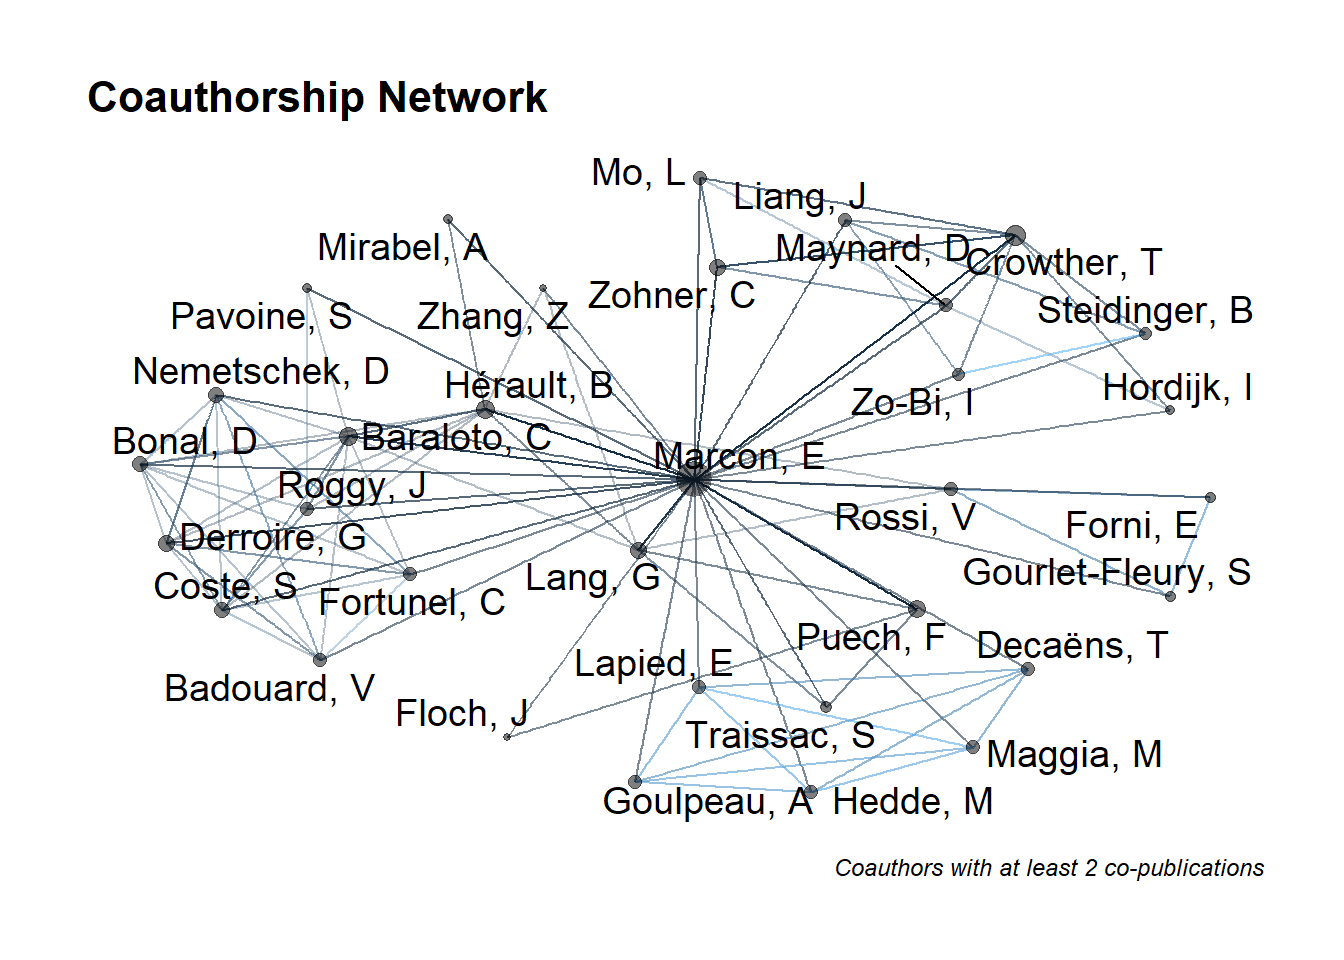 Coauthorship Network
Mo, L
Liang, J
Mirabel, A
Maynard, D
Crowther, T
Zohner, C
Steidinger, B
Pavoine, S
Zhang, Z
Nemetschek, D
Hérault, B
Hordijk, I
Zo-Bi, I
Bonal, D
Baraloto, C
Marcon, E
Roggy, J
Rossi, V
Forni, E
Derroire, G
Lang, G
Gourlet-Fleury, S
Coste, S
Fortunel, C
Puech, F
Decaëns, T
Lapied, E
Badouard, V
Floch, J
Traissac, S
Maggia, M
Goulpeau, A
Hedde, M
Coauthors with at least 2 co-publications